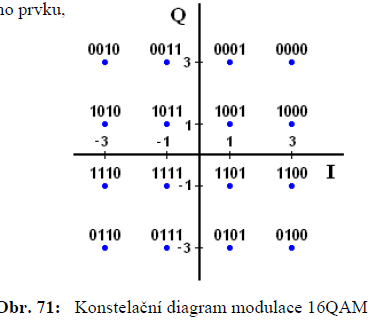 ho prvku,
Q
0010 0011 0001 0000
3
1010 1011 1001 1000
1
-3 -1 1 3
1110 1111 1101 1100 I
-1
0110 0111 0101 0100
-3
Obr. 71: Konstelační diagram modulace 16QAM